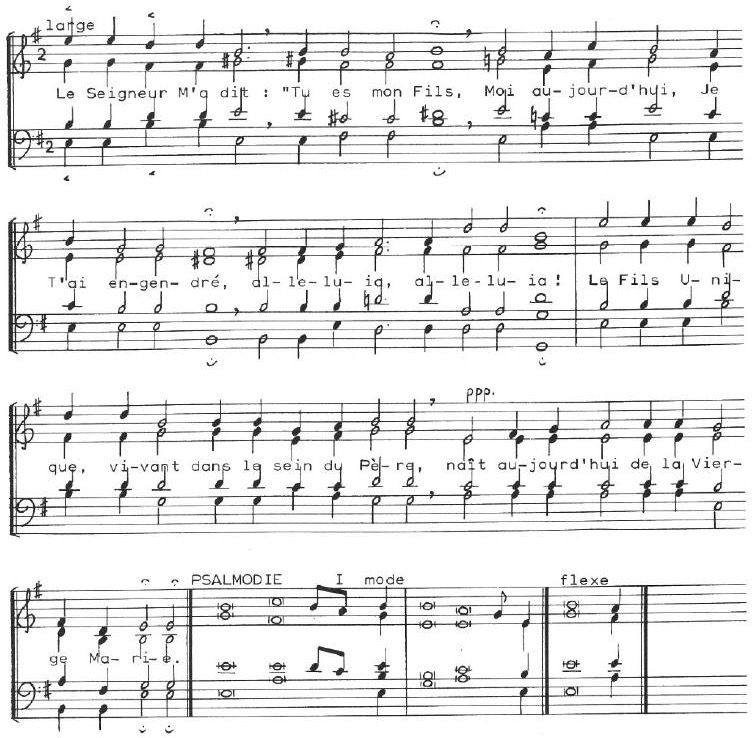 large
Le Seigneur M'a dit : "Tu es mon Fils, Moi au-jour-d'hui, Je
T'ai en-gen-dré, al-le-lu-ia, al-le-lu-ia! Le Fils U-ni-
ppp.
que, vi-vant dans le sein du Pè-re, naît au-jourd'hui de la Vier-
PSALMODIE I mode flexe
ge Ma-ri-e.